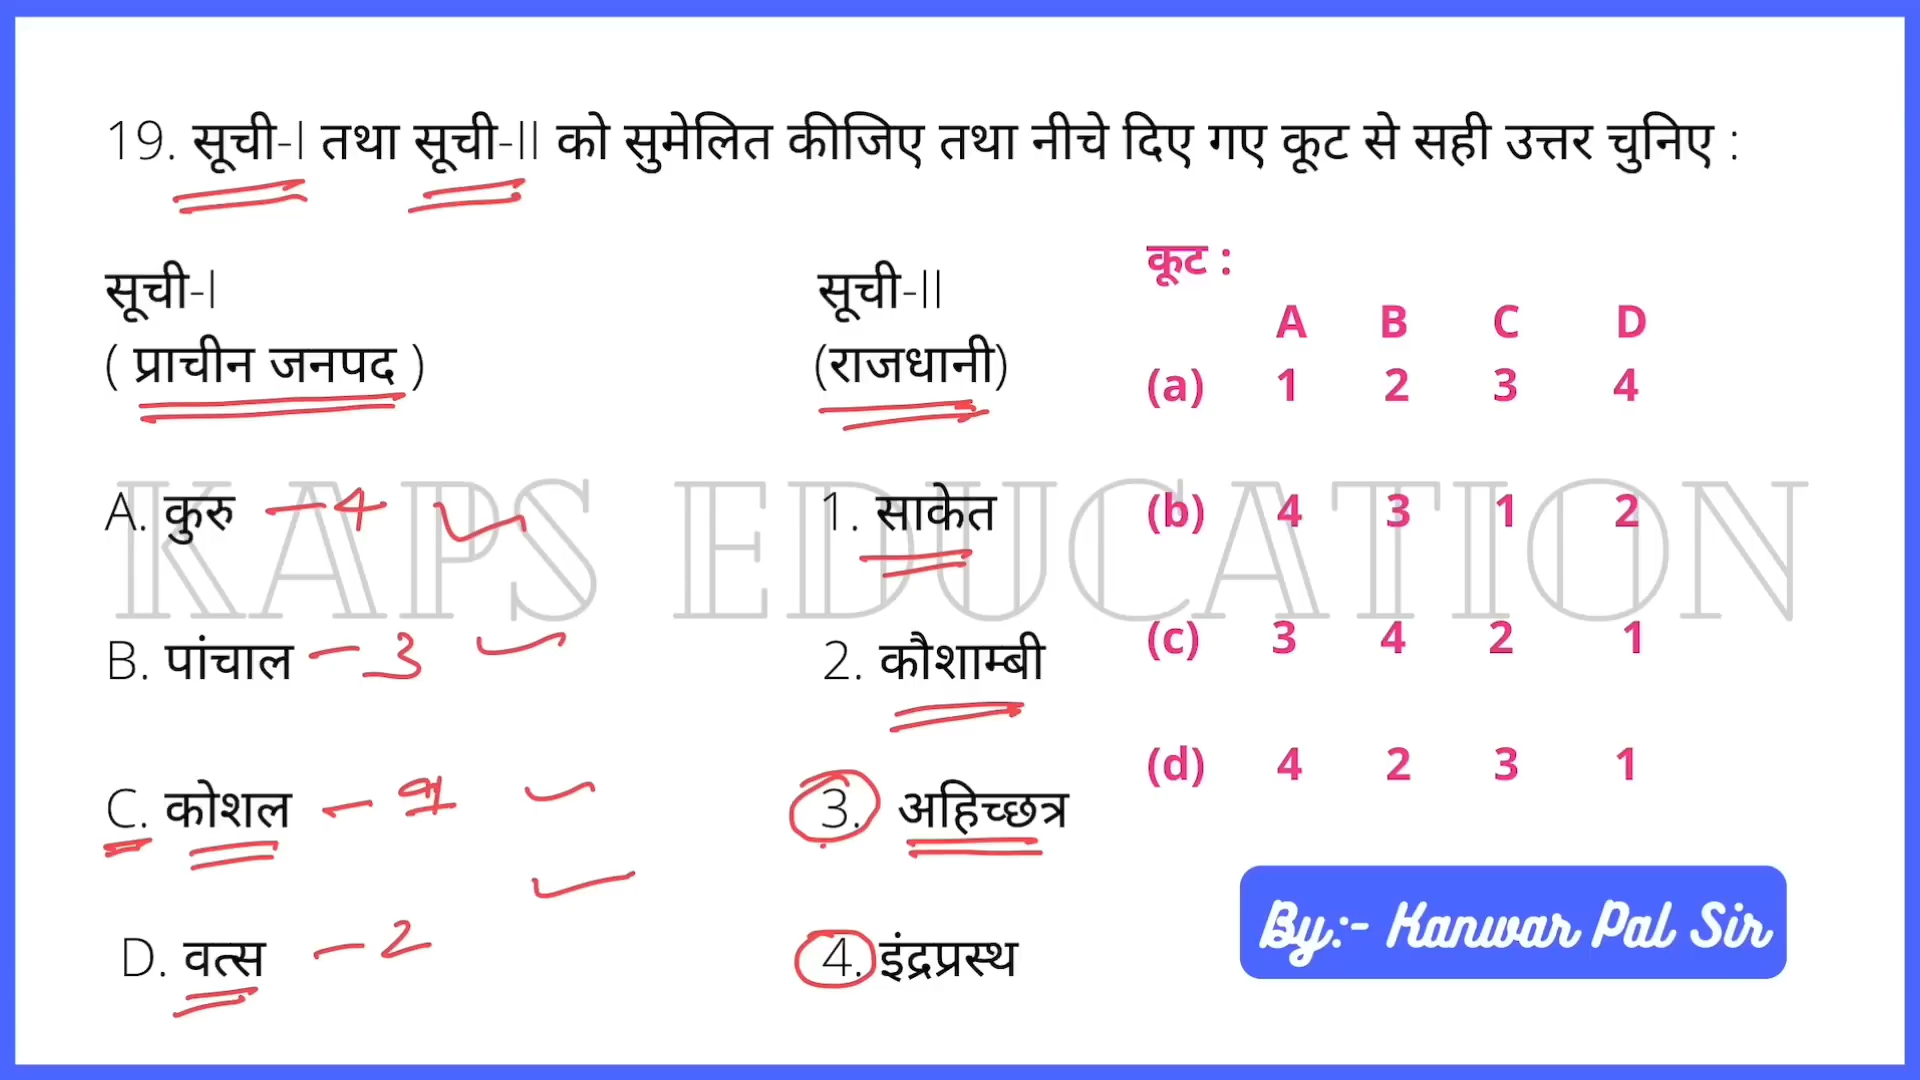 19. सूची-I तथा सूची-II को सुमेलित कीजिए तथा नीचे दिए गए कूट से सही उत्तर चुनिए :
सूची-I
( प्राचीन जनपद )
A. कुरु – 4
B. पांचाल – 3
C. कोशल – १
D. वत्स – 2
सूची-II
(राजधानी)
1. साकेत
2. कौशाम्बी
3. अहिच्छत्र
4. इंद्रप्रस्थ
कूट :
A B C D
(a) 1 2 3 4
(b) 4 3 1 2
(c) 3 4 2 1
(d) 4 2 3 1
KAPS EDUCATION
By:- Kanwar Pal Sir